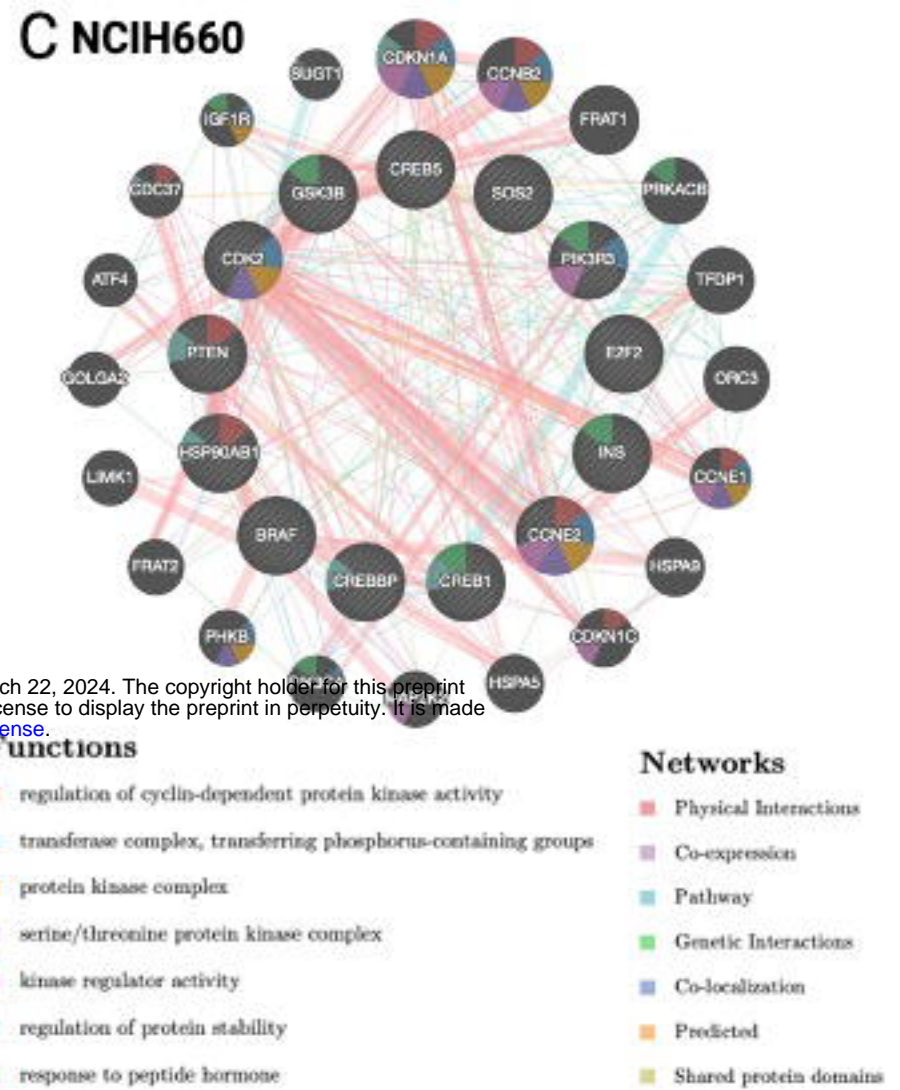 C NCIH660
CDKN1A
SUGT1
CCNB2
IGF1R
FRAT1
CREB5
CDC37
GSK3B
SOS2
PRKACB
CDK2
PIK3R3
ATF4
TFDP1
PTEN
E2F2
GOLGA2
ORC3
HSP90AB1
INS
LIMK1
CCNE1
BRAF
CCNE2
FRAT2
CREBBP
CREB1
HSPA9
PHKB
CDKN1C
HSPA5
ch 22, 2024. The copyright holder for this preprint
cense to display the preprint in perpetuity. It is made
ense.
unctions
regulation of cyclin-dependent protein kinase activity
transferase complex, transferring phosphorus-containing groups
protein kinase complex
serine/threonine protein kinase complex
kinase regulator activity
regulation of protein stability
response to peptide hormone
Networks
Physical Interactions
Co-expression
Pathway
Genetic Interactions
Co-localization
Predicted
Shared protein domains